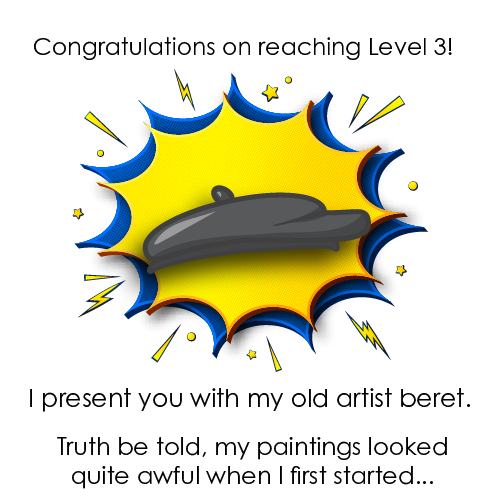 Congratulations on reaching Level 3!
I present you with my old artist beret.
Truth be told, my paintings looked
quite awful when I first started...